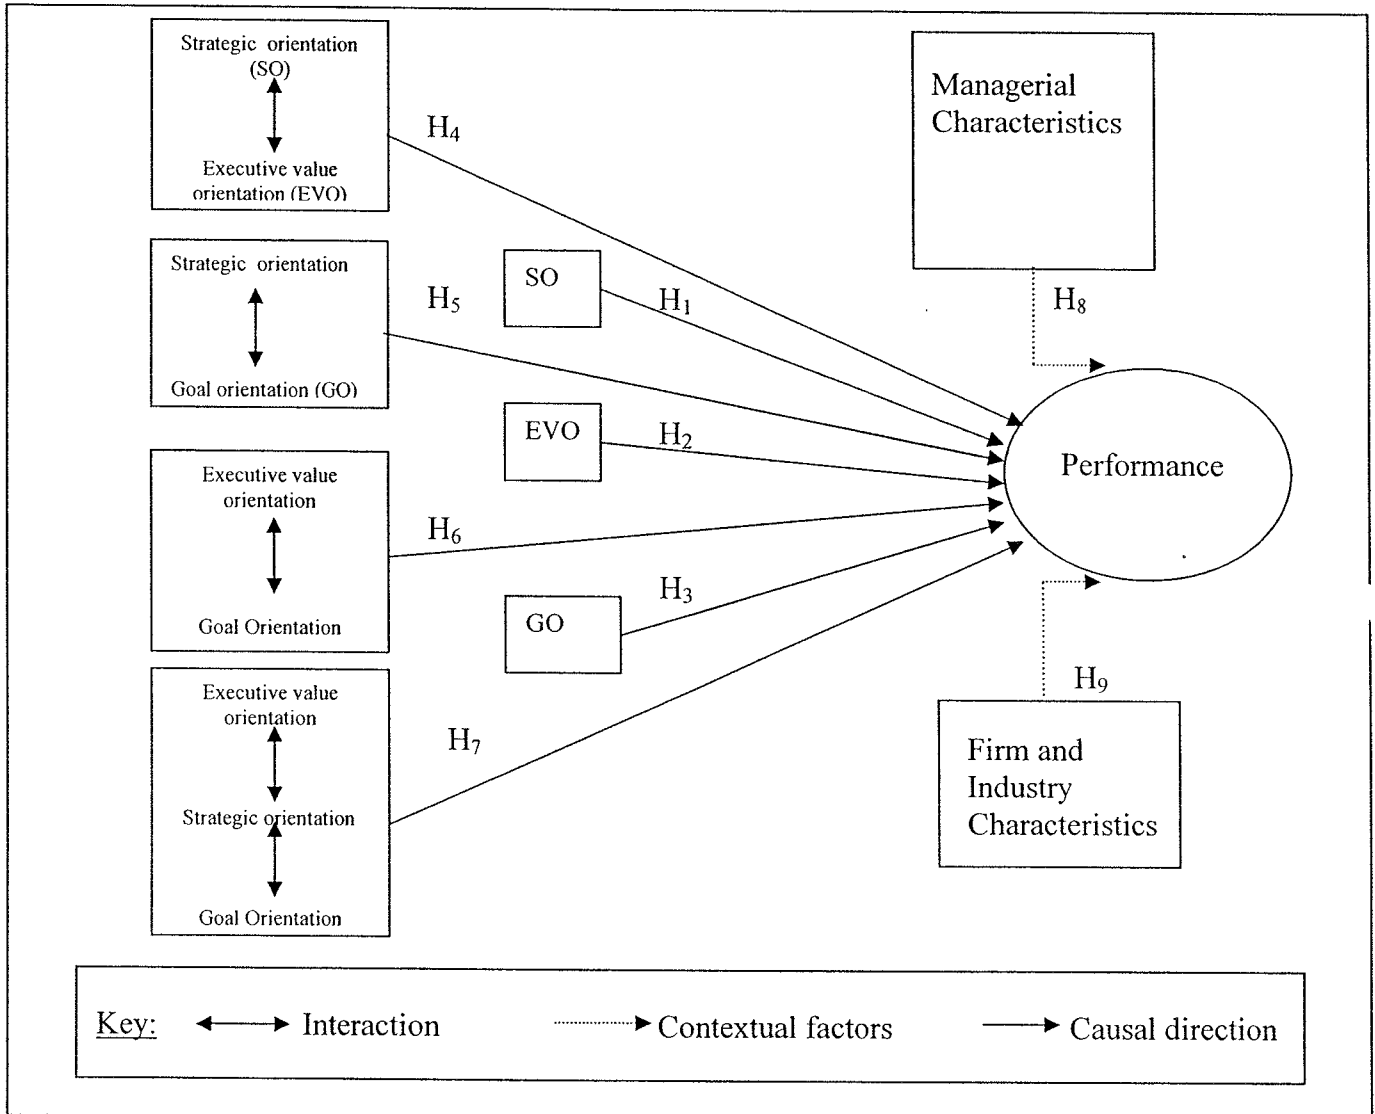 Strategic orientation
(SO)
Executive value
orientation (EVO)
H4
Strategic orientation
Goal orientation (GO)
H5
SO
H1
EVO
H2
Executive value
orientation
Goal Orientation
H6
GO
H3
Executive value
orientation
Strategic orientation
Goal Orientation
H7
Managerial
Characteristics
H8
Performance
H9
Firm and
Industry
Characteristics
Key: Interaction Contextual factors Causal direction